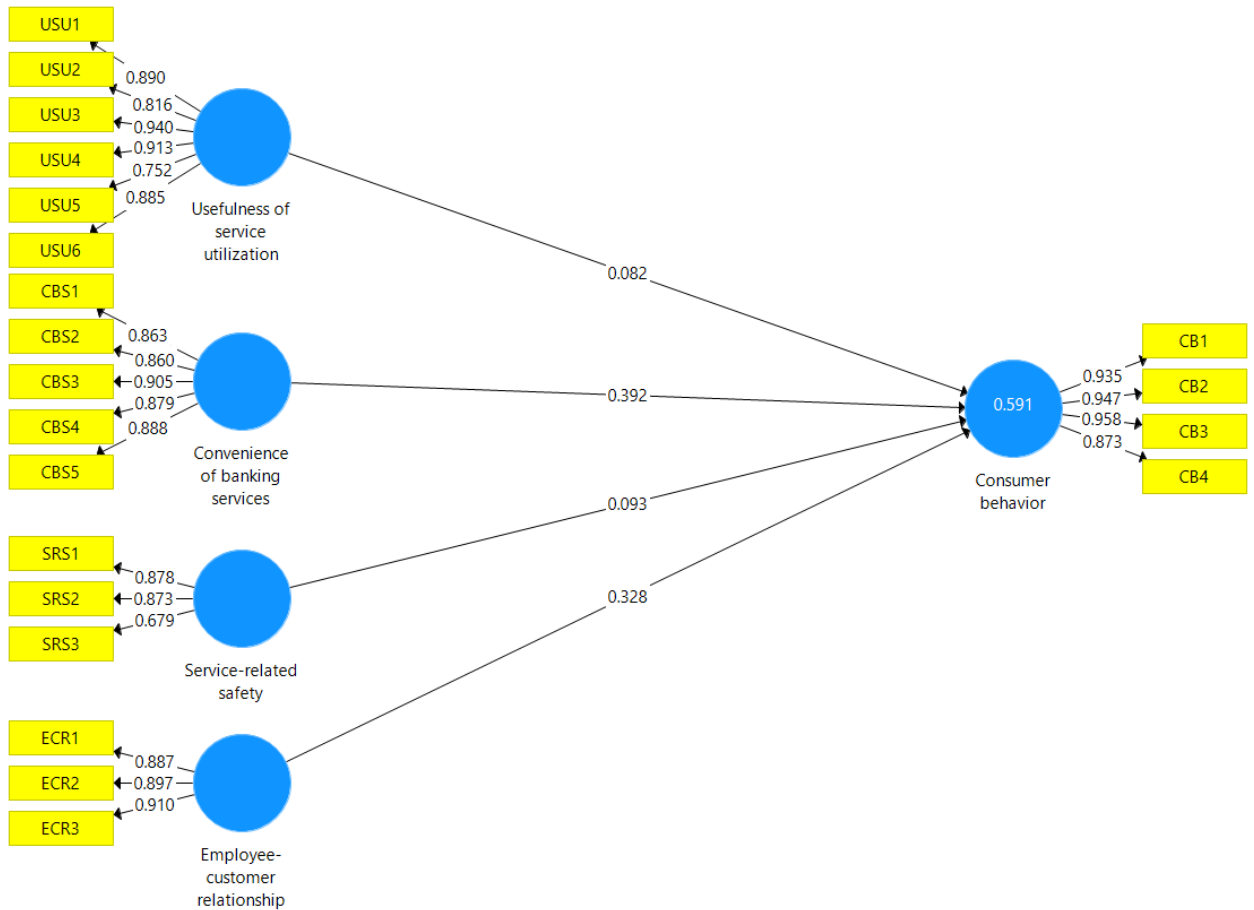 USU1
USU2
USU3
USU4
USU5
USU6
0.890
0.816
0.940
0.913
0.752
0.885
Usefulness of
service
utilization
0.082
CBS1
CBS2
CBS3
CBS4
CBS5
0.863
0.860
0.905
0.879
0.888
Convenience
of banking
services
0.392
SRS1
SRS2
SRS3
0.878
0.873
0.679
Service-related
safety
0.093
ECR1
ECR2
ECR3
0.887
0.897
0.910
Employee-
customer
relationship
0.328
0.591
Consumer
behavior
0.935
0.947
0.958
0.873
CB1
CB2
CB3
CB4